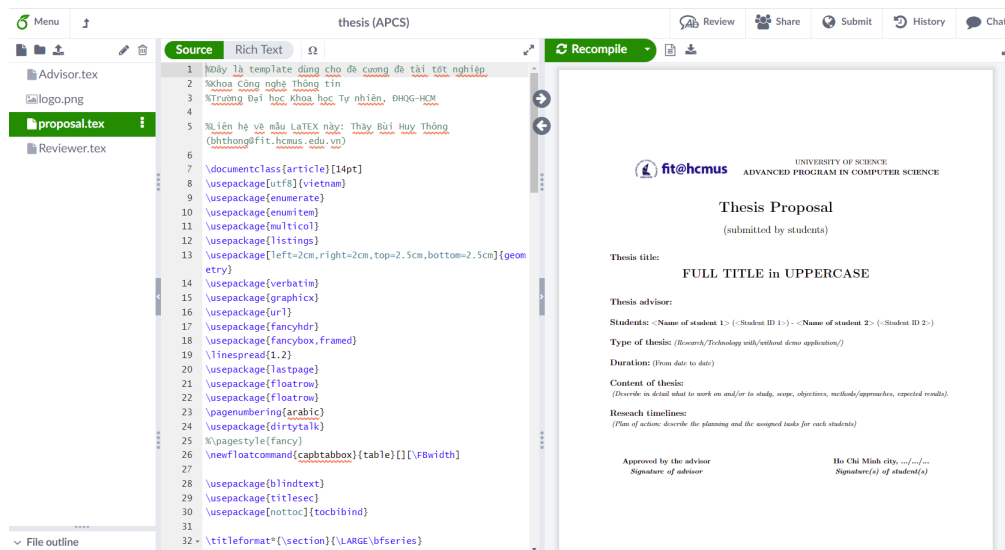 Menu
thesis (APCS)
Review
Share
Submit
History
Chat
Source
Rich Text
Ω
Recompile
Advisor.tex
logo.png
proposal.tex
Reviewer.tex
File outline
1 %Đây là template dùng cho đề cương đề tài tốt nghiệp
2 %Khoa Công nghệ Thông tin
3 %Trường Đại học Khoa học Tự nhiên, ĐHQG-HCM
4
5 %Liên hệ về mẫu LaTEX này: Thầy Bùi Huy Thông
(bhthong@fit.hcmus.edu.vn)
6
7 \documentclass{article}[14pt]
8 \usepackage[utf8]{vietnam}
9 \usepackage{enumerate}
10 \usepackage{enumitem}
11 \usepackage{multicol}
12 \usepackage{listings}
13 \usepackage[left=2cm,right=2cm,top=2.5cm,bottom=2.5cm]{geom
etry}
14 \usepackage{verbatim}
15 \usepackage{graphicx}
16 \usepackage{url}
17 \usepackage{fancyhdr}
18 \usepackage{fancybox,framed}
19 \linespread{1.2}
20 \usepackage{lastpage}
21 \usepackage{floatrow}
22 \usepackage{floatrow}
23 \pagenumbering{arabic}
24 \usepackage{dirtytalk}
25 %\pagestyle{fancy}
26 \newfloatcommand{capbtabbox}{table}[][\FBwidth]
27
28 \usepackage{blindtext}
29 \usepackage{titlesec}
30 \usepackage[nottoc]{tocbibind}
31
32 \titleformat*{\section}{\LARGE\bfseries}
fit@hcmus
UNIVERSITY OF SCIENCE
ADVANCED PROGRAM IN COMPUTER SCIENCE
Thesis Proposal
(submitted by students)
Thesis title:
FULL TITLE in UPPERCASE
Thesis advisor:
Students: <Name of student 1> (<Student ID 1>) - <Name of student 2> (<Student ID 2>)
Type of thesis: (Research/Technology with/without demo application/)
Duration: (From date to date)
Content of thesis:
(Describe in detail what to work on and/or to study, scope, objectives, methods/approaches, expected results).
Reseach timelines:
(Plan of action: describe the planning and the assigned tasks for each students)
Approved by the advisor
Signature of advisor
Ho Chi Minh city, .../.../...
Signature(s) of student(s)